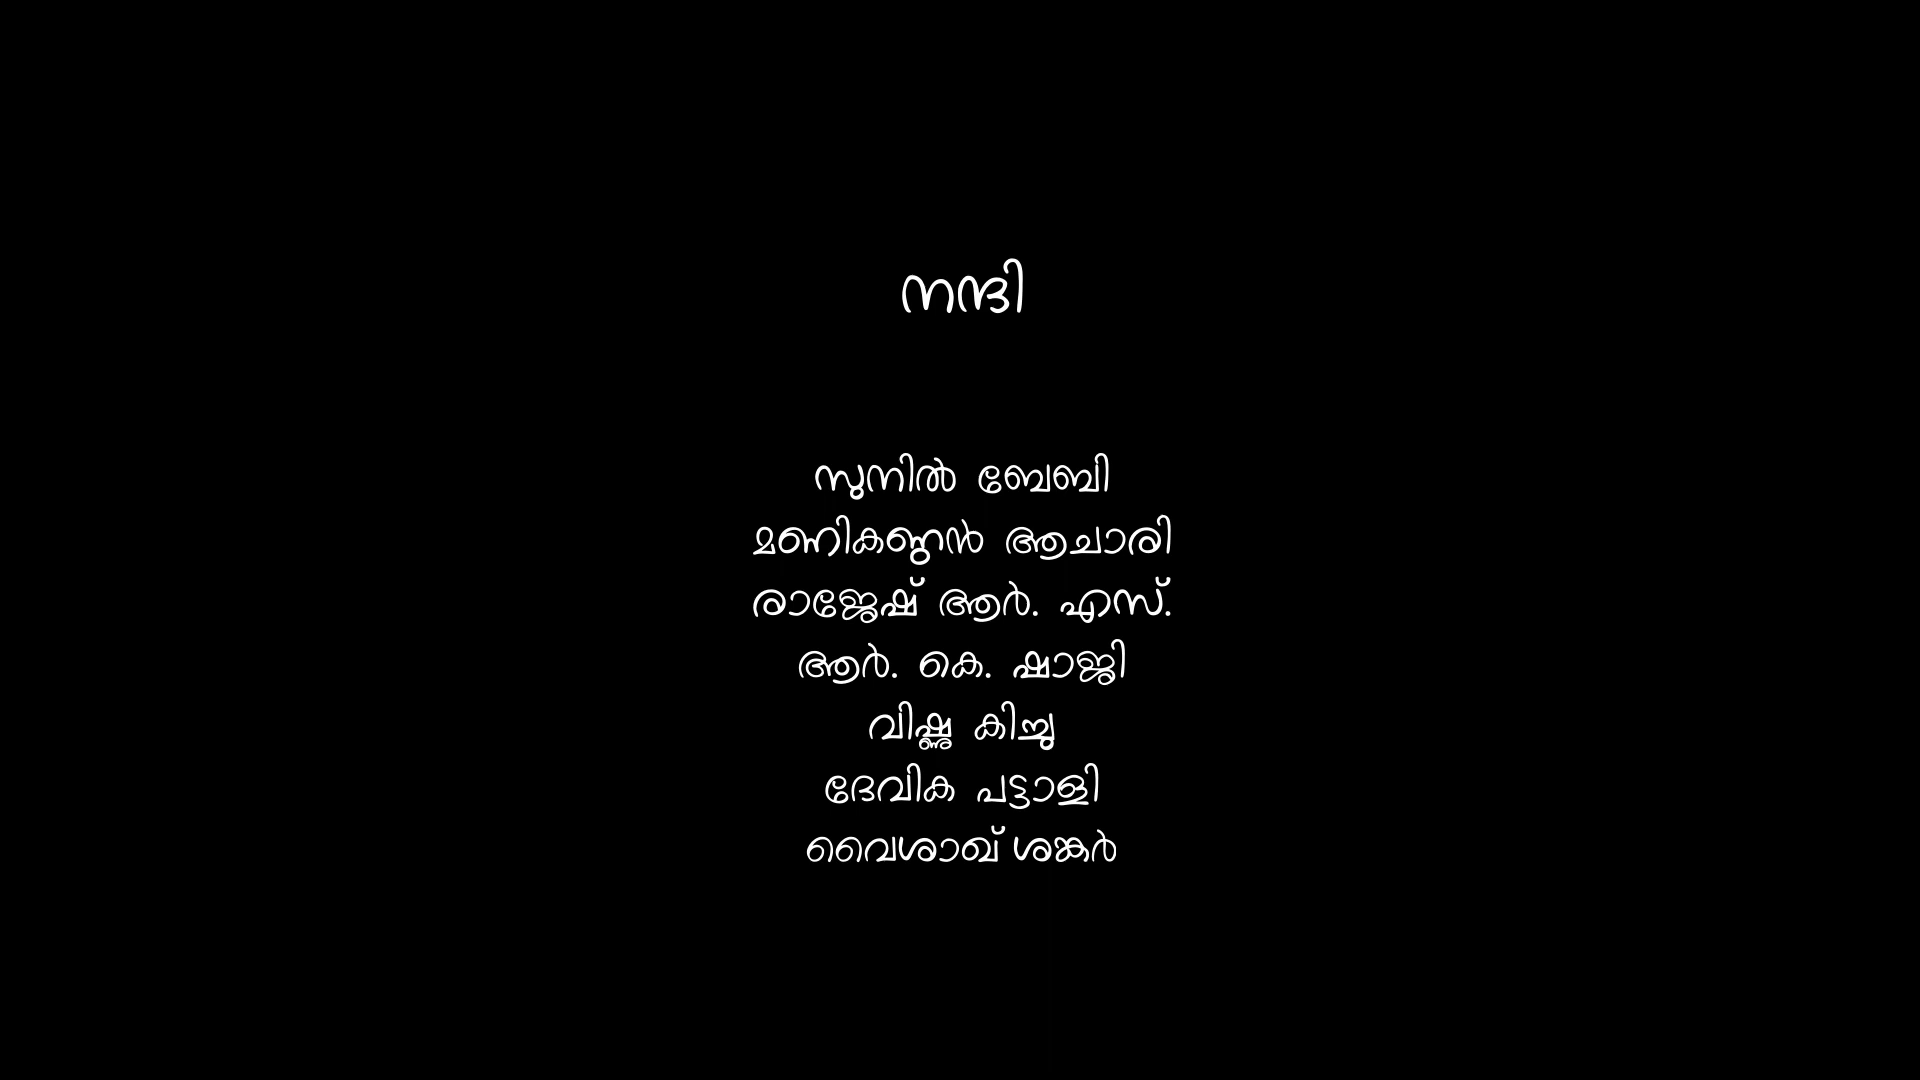 നന്ദി
സുനിൽ ബേബി
മണികണ്ഠൻ ആചാരി
രാജേഷ് ആർ. എസ്.
ആർ. കെ. ഷാജി
വിഷ്ണു കിച്ചു
ദേവിക പട്ടാളി
വൈശാഖ് ശങ്കർ